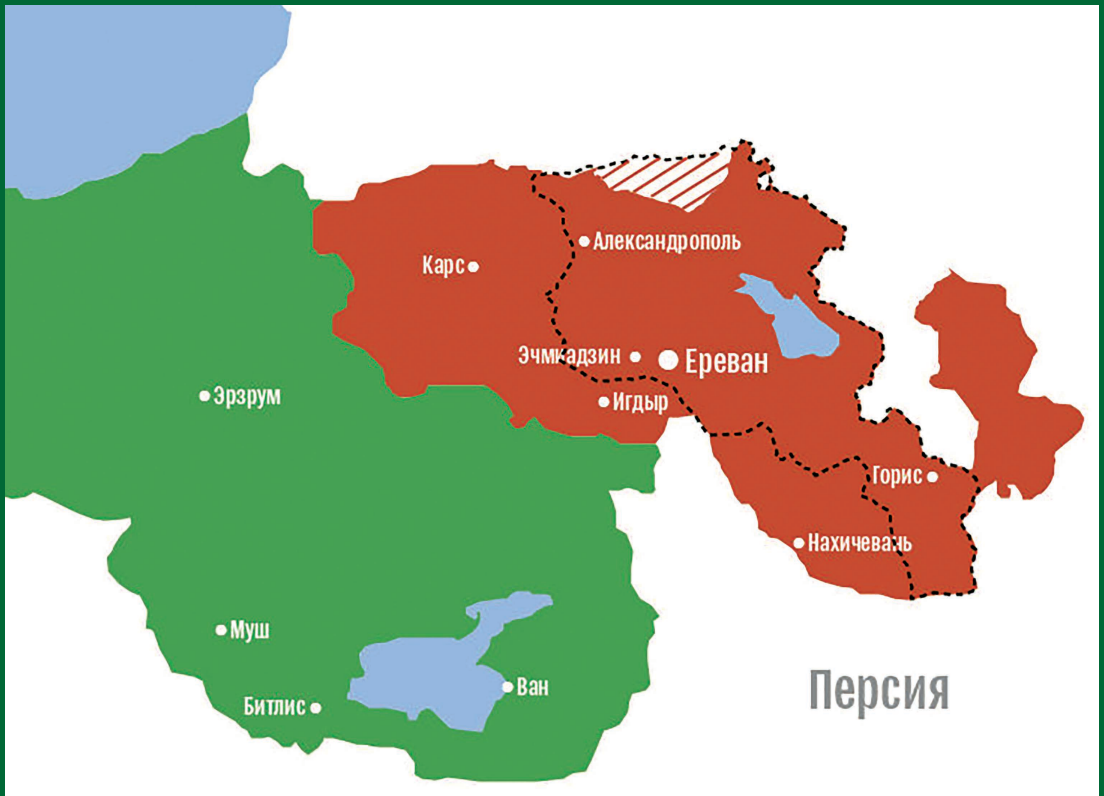 Александрополь
Карс
Эчмиадзин
Ереван
Эрзрум
Игдыр
Горис
Нахичевань
Муш
Ван
Битлис
Персия